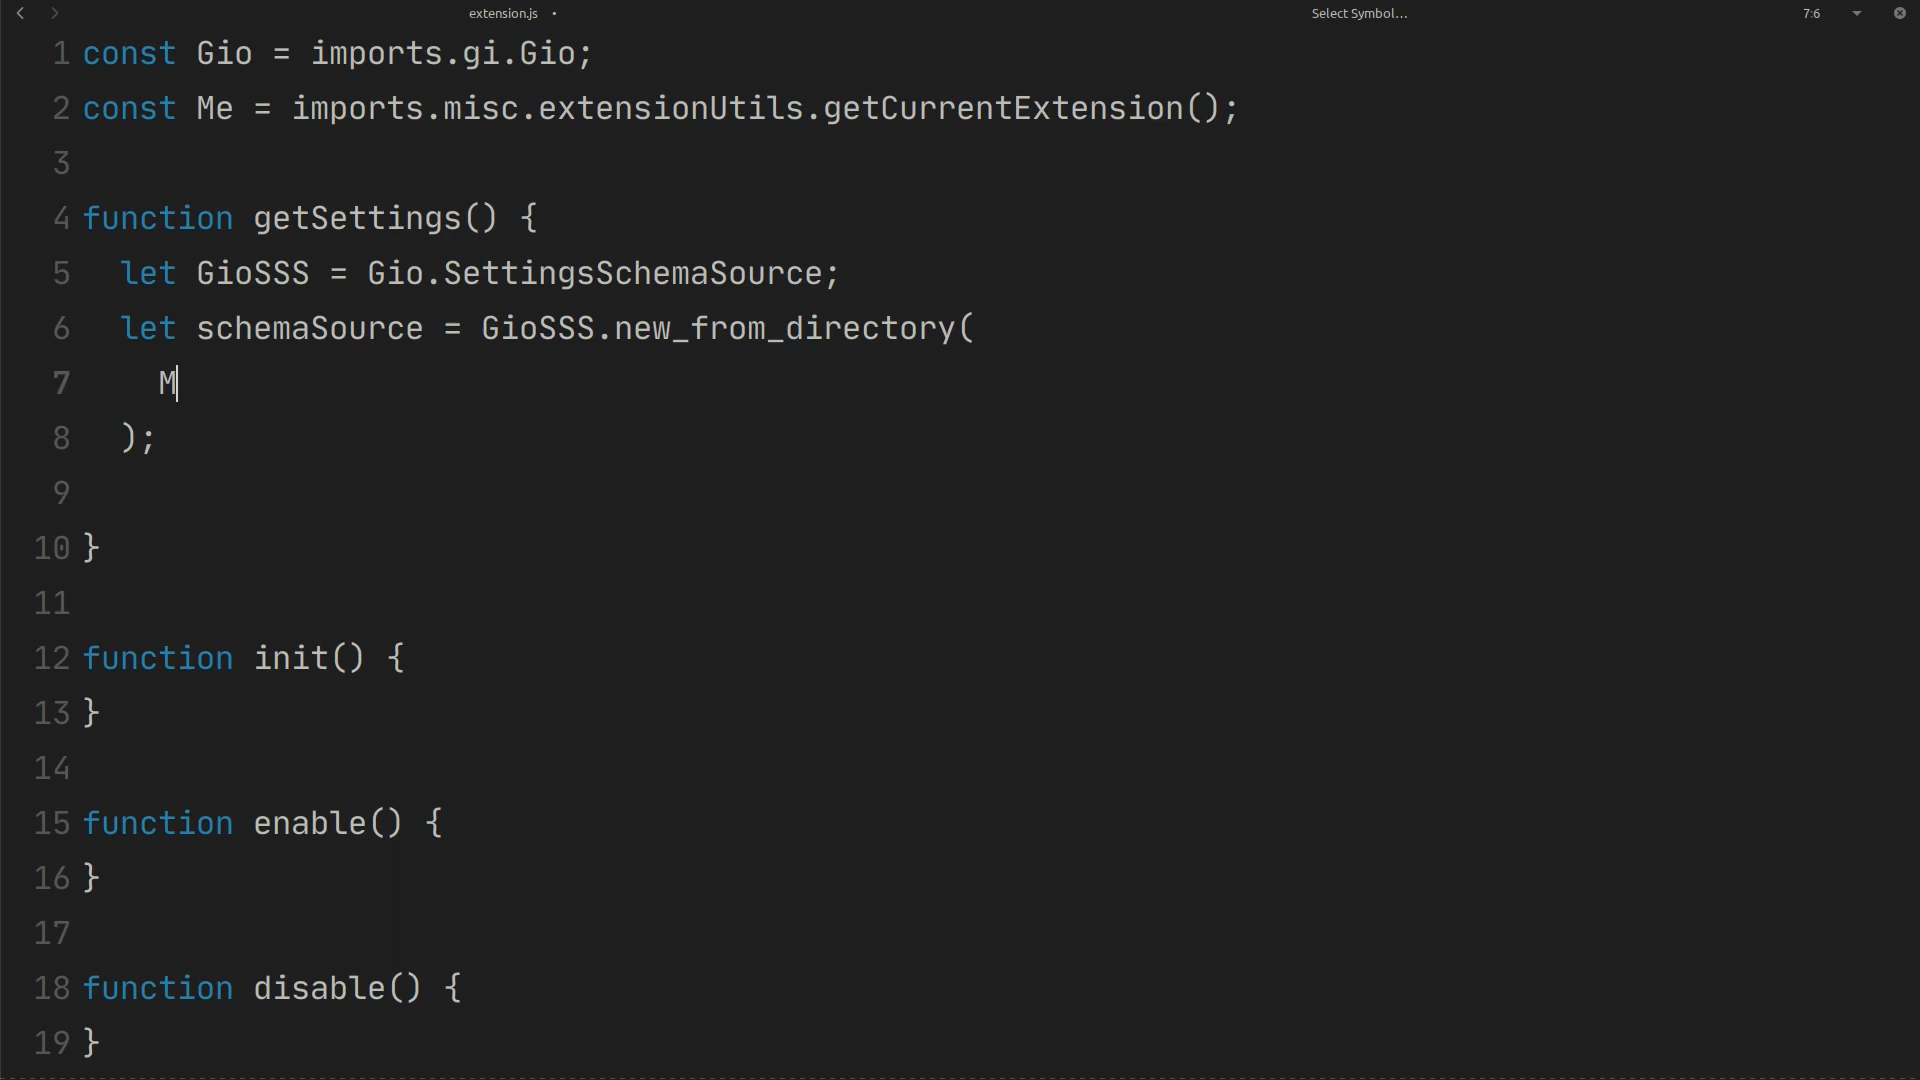 extension.js •
Select Symbol...
7:6
1 const Gio = imports.gi.Gio;
2 const Me = imports.misc.extensionUtils.getCurrentExtension();
3
4 function getSettings() {
5   let GioSSS = Gio.SettingsSchemaSource;
6   let schemaSource = GioSSS.new_from_directory(
7     M
8   );
9
10 }
11
12 function init() {
13 }
14
15 function enable() {
16 }
17
18 function disable() {
19 }